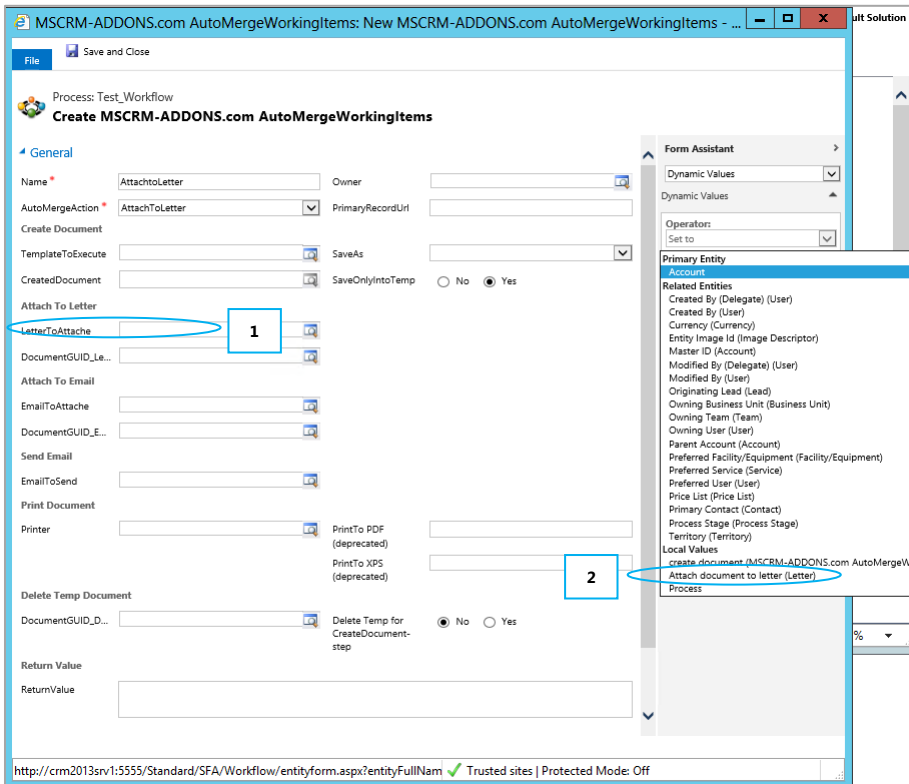 MSCRM-ADDONS.com AutoMergeWorkingItems: New MSCRM-ADDONS.com AutoMergeWorkingItems - ...
ult Solution
File
Save and Close
Process: Test_Workflow
Create MSCRM-ADDONS.com AutoMergeWorkingItems
General
Name *
AttachtoLetter
Owner
AutoMergeAction *
AttachToLetter
PrimaryRecordUrl
Create Document
TemplateToExecute
SaveAs
CreatedDocument
SaveOnlyIntoTemp
No
Yes
Attach To Letter
LetterToAttache
1
DocumentGUID_Le...
Attach To Email
EmailToAttache
DocumentGUID_E...
Send Email
EmailToSend
Print Document
Printer
PrintTo PDF
(deprecated)
PrintTo XPS
(deprecated)
2
Delete Temp Document
DocumentGUID_D...
Delete Temp for
CreateDocument-
step
No
Yes
Return Value
ReturnValue
Form Assistant
Dynamic Values
Dynamic Values
Operator:
Set to
Primary Entity
Account
Related Entities
Created By (Delegate) (User)
Created By (User)
Currency (Currency)
Entity Image Id (Image Descriptor)
Master ID (Account)
Modified By (Delegate) (User)
Modified By (User)
Originating Lead (Lead)
Owning Business Unit (Business Unit)
Owning Team (Team)
Owning User (User)
Parent Account (Account)
Preferred Facility/Equipment (Facility/Equipment)
Preferred Service (Service)
Preferred User (User)
Price List (Price List)
Primary Contact (Contact)
Process Stage (Process Stage)
Territory (Territory)
Local Values
create document (MSCRM-ADDONS.com AutoMergeW
Attach document to letter (Letter)
Process
%
http://crm2013srv1:5555/Standard/SFA/Workflow/entityform.aspx?entityFullNam
Trusted sites | Protected Mode: Off